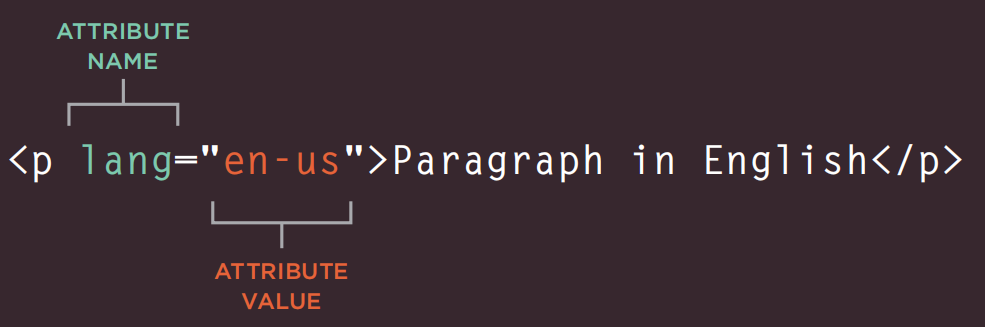 ATTRIBUTE
NAME
<p lang="en-us">Paragraph in English</p>
ATTRIBUTE
VALUE